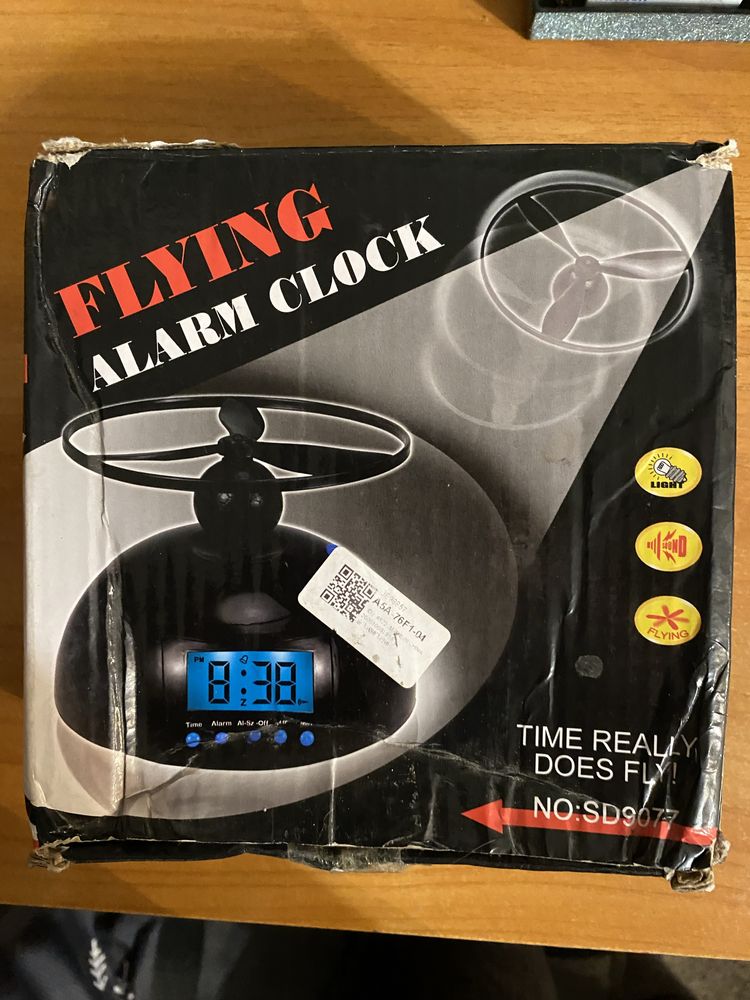 FLYING
ALARM CLOCK
LIGHT
SOUND
FLYING
A5A-76F1-04
PM
8:38
Z
Time Alarm Al-Sz -Off
TIME REALLY
DOES FLY!
NO:SD9077